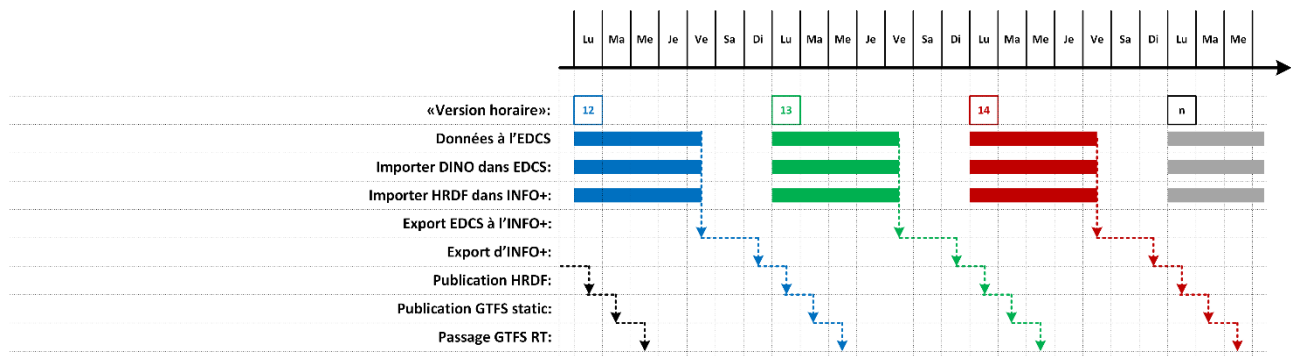 Lu Ma Me Je Ve Sa Di Lu Ma Me Je Ve Sa Di Lu Ma Me Je Ve Sa Di Lu Ma Me
«Version horaire»: 12 13 14 n
Données à l’EDCS
Importer DINO dans EDCS:
Importer HRDF dans INFO+:
Export EDCS à l’INFO+:
Export d’INFO+:
Publication HRDF:
Publication GTFS static:
Passage GTFS RT: